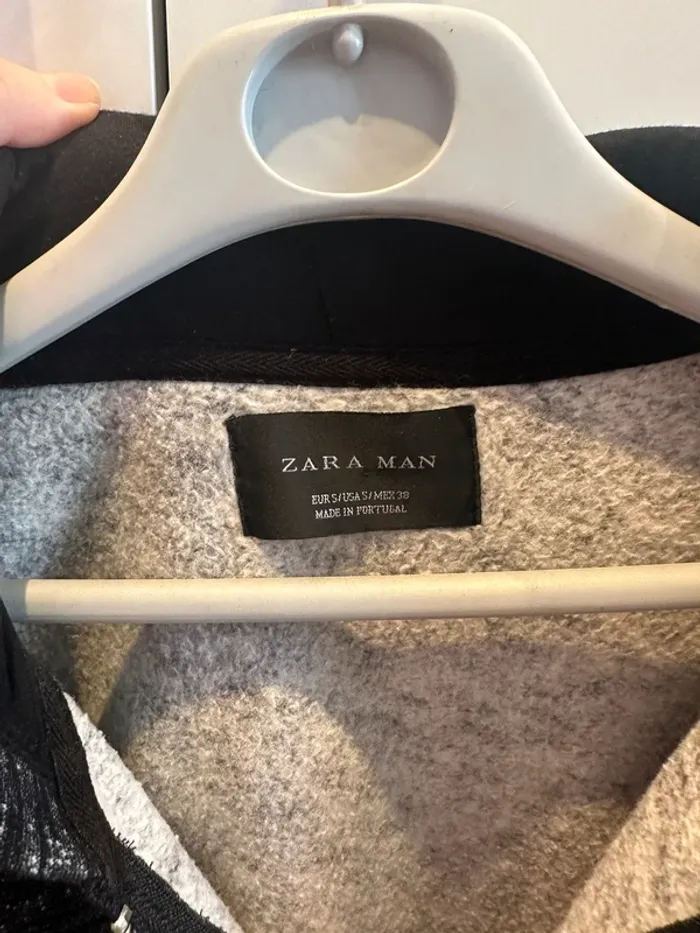 ZARA MAN
EUR S/USA S/MEX 38
MADE IN PORTUGAL